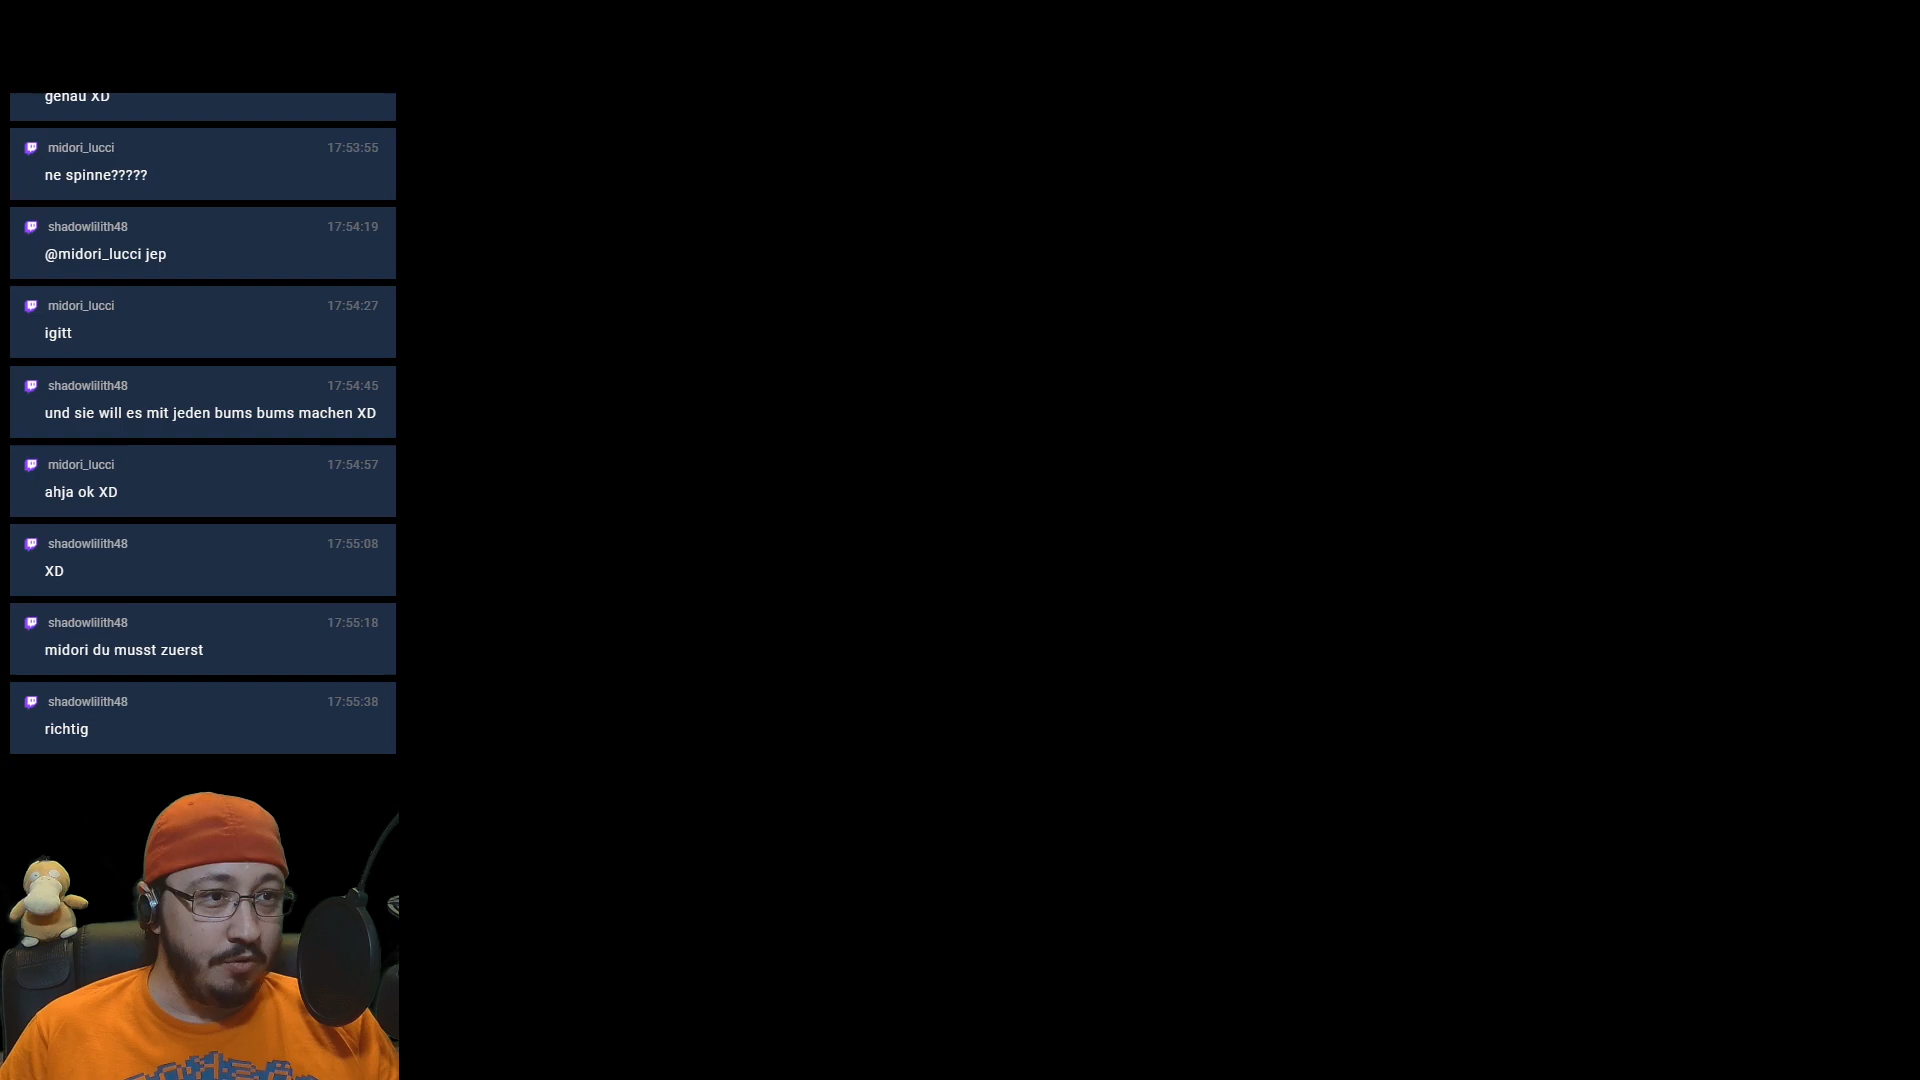 genau XD
midori_lucci 17:53:55
ne spinne?????
shadowlilith48 17:54:19
@midori_lucci jep
midori_lucci 17:54:27
igitt
shadowlilith48 17:54:45
und sie will es mit jeden bums bums machen XD
midori_lucci 17:54:57
ahja ok XD
shadowlilith48 17:55:08
XD
shadowlilith48 17:55:18
midori du musst zuerst
shadowlilith48 17:55:38
richtig